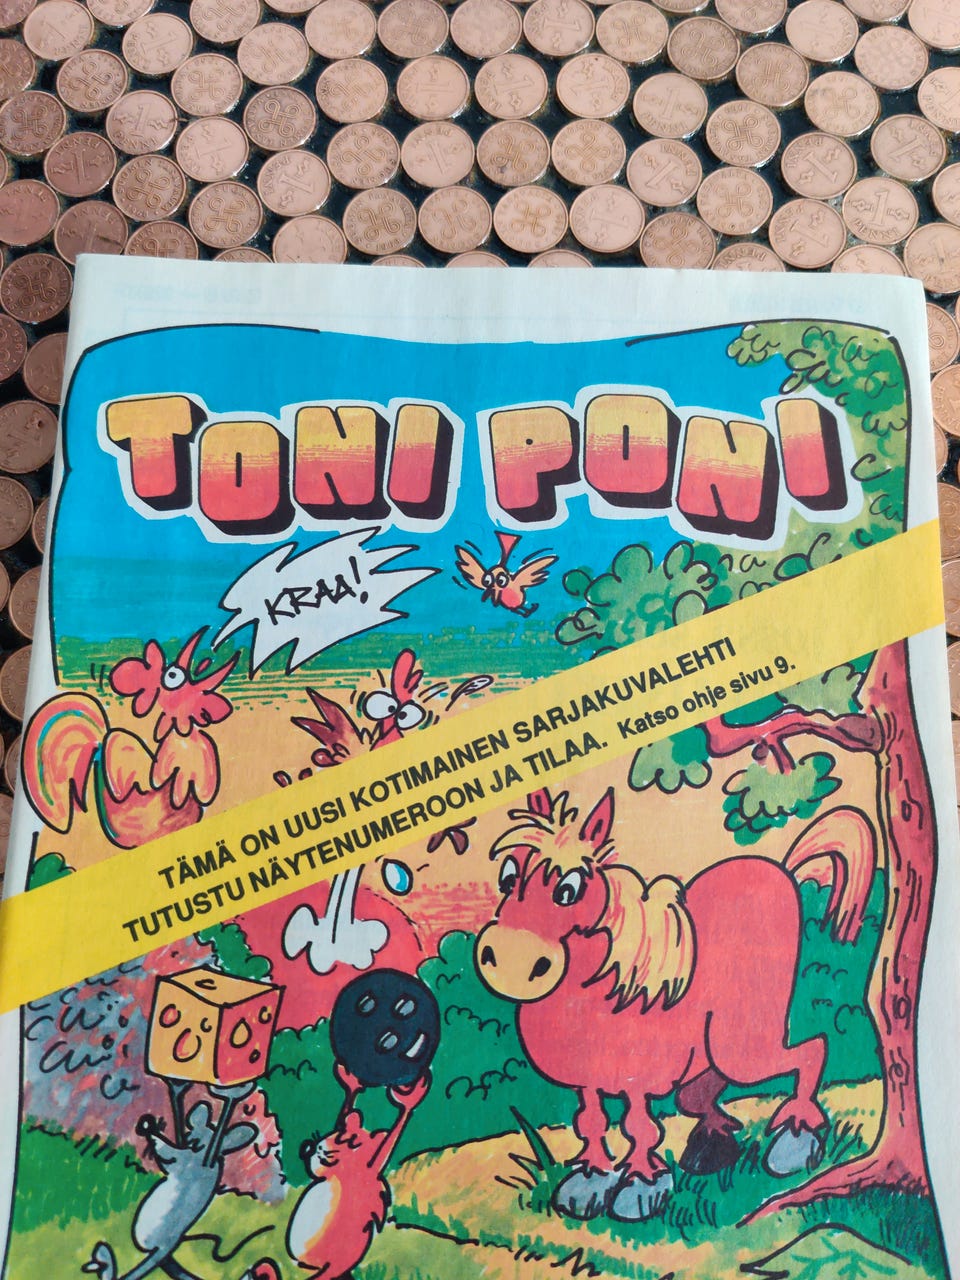 TONI PONI
KRAA!
TÄMÄ ON UUSI KOTIMAINEN SARJAKUVALEHTI
TUTUSTU NÄYTENUMEROON JA TILAA. Katso ohje sivu 9.